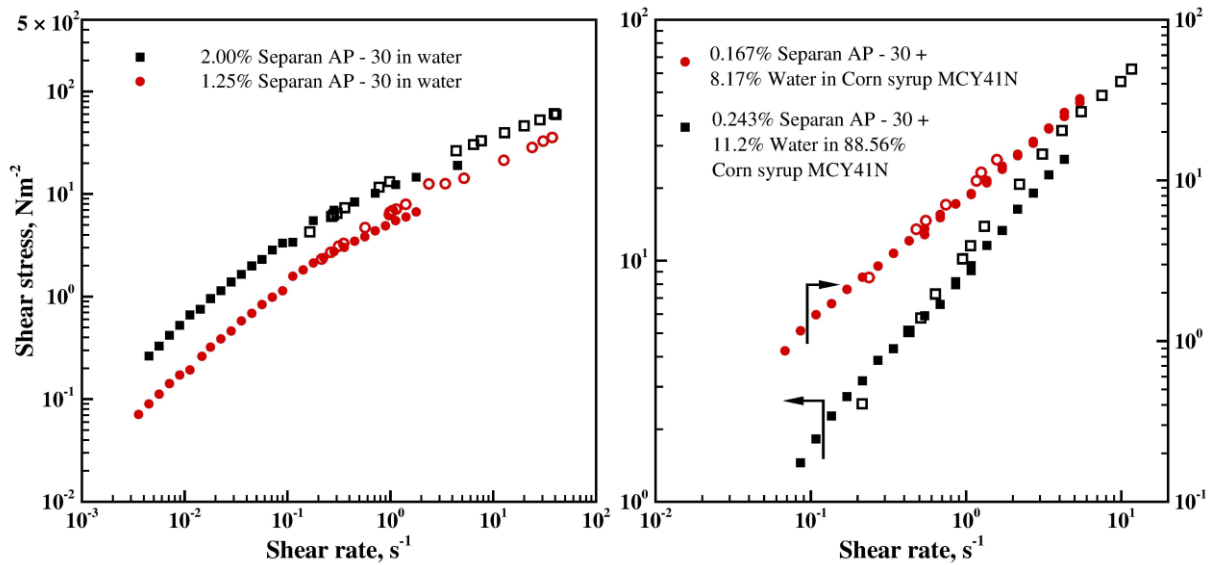 5 × 10²
10²
10¹
10⁰
10⁻¹
10⁻²
Shear stress, Nm⁻²
2.00% Separan AP - 30 in water
1.25% Separan AP - 30 in water
10⁻³
10⁻²
10⁻¹
10⁰
10¹
10²
Shear rate, s⁻¹
10²
10¹
10⁰
0.167% Separan AP - 30 +
8.17% Water in Corn syrup MCY41N
0.243% Separan AP - 30 +
11.2% Water in 88.56%
Corn syrup MCY41N
10²
10¹
10⁰
10⁻¹
10⁻²
10⁻¹
10⁰
10¹
Shear rate, s⁻¹